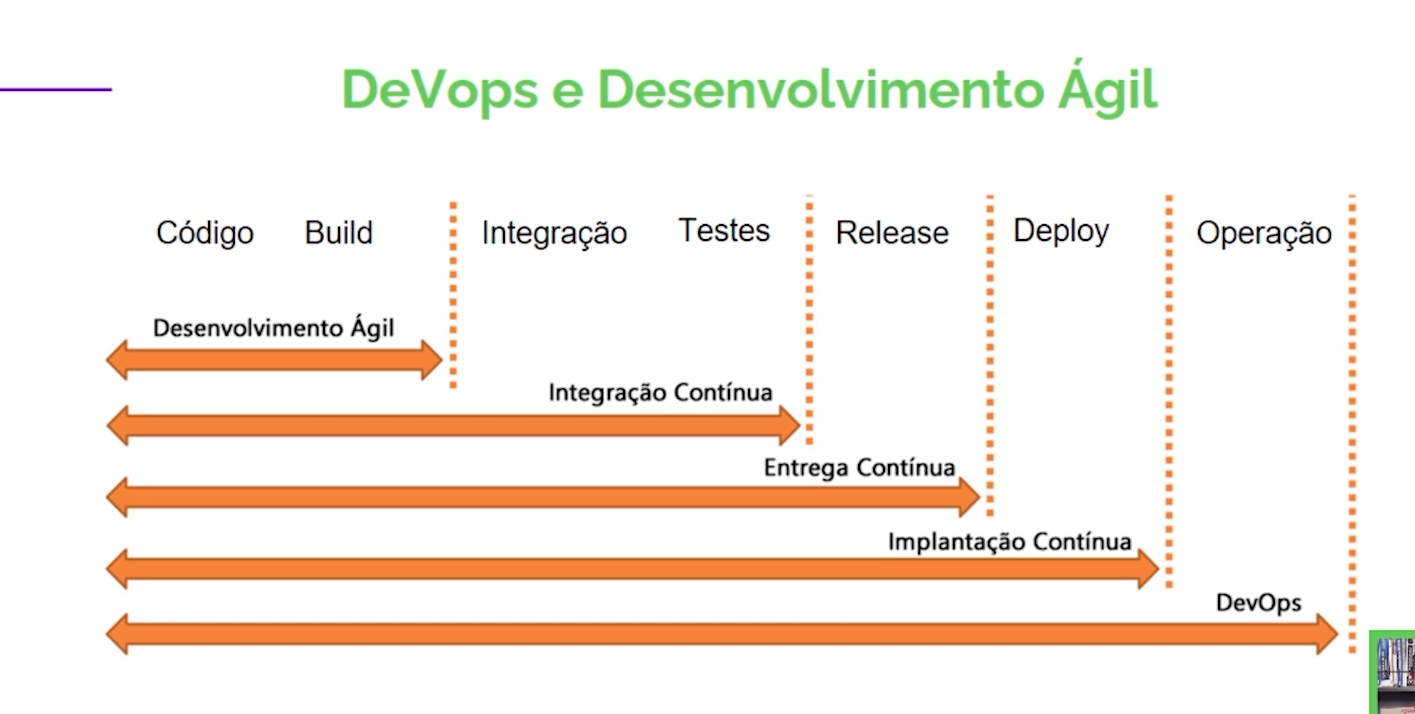 DeVops e Desenvolvimento Ágil
Código Build Integração Testes Release Deploy Operação
Desenvolvimento Ágil
Integração Contínua
Entrega Contínua
Implantação Contínua
DevOps